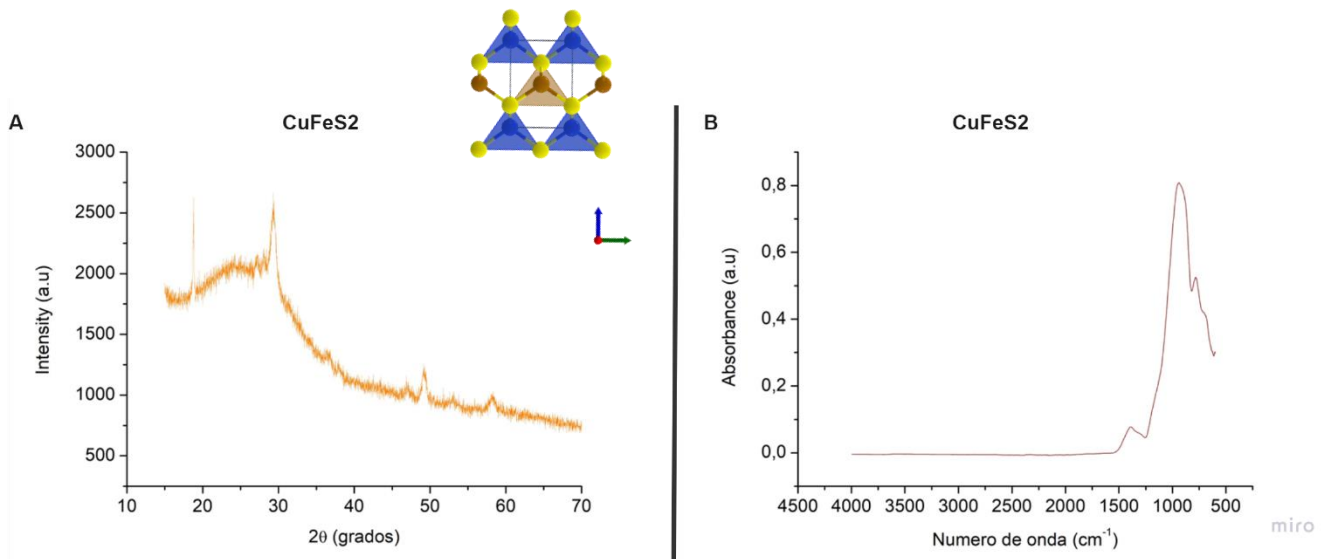 A
CuFeS2
3000
2500
2000
1500
1000
500
Intensity (a.u)
10 20 30 40 50 60 70
2θ (grados)
B
CuFeS2
0,8
0,6
0,4
0,2
0,0
Absorbance (a.u)
4500 4000 3500 3000 2500 2000 1500 1000 500
Numero de onda (cm⁻¹)
miro